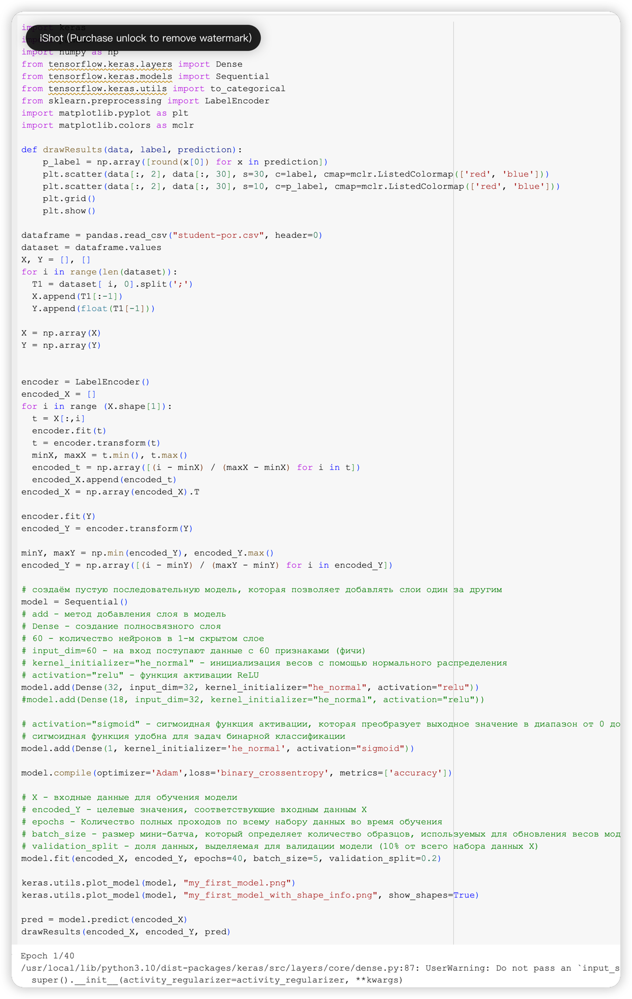 import keras
iShot (Purchase unlock to remove watermark)
import numpy as np
from tensorflow.keras.layers import Dense
from tensorflow.keras.models import Sequential
from tensorflow.keras.utils import to_categorical
from sklearn.preprocessing import LabelEncoder
import matplotlib.pyplot as plt
import matplotlib.colors as mclr

def drawResults(data, label, prediction):
    p_label = np.array([round(x[0]) for x in prediction])
    plt.scatter(data[:, 2], data[:, 30], s=30, c=label, cmap=mclr.ListedColormap(['red', 'blue']))
    plt.scatter(data[:, 2], data[:, 30], s=10, c=p_label, cmap=mclr.ListedColormap(['red', 'blue']))
    plt.grid()
    plt.show()

dataframe = pandas.read_csv("student-por.csv", header=0)
dataset = dataframe.values
X, Y = [], []
for i in range(len(dataset)):
  T1 = dataset[ i, 0].split(';')
  X.append(T1[:-1])
  Y.append(float(T1[-1]))

X = np.array(X)
Y = np.array(Y)

encoder = LabelEncoder()
encoded_X = []
for i in range (X.shape[1]):
  t = X[:,i]
  encoder.fit(t)
  t = encoder.transform(t)
  minX, maxX = t.min(), t.max()
  encoded_t = np.array([(i - minX) / (maxX - minX) for i in t])
  encoded_X.append(encoded_t)
encoded_X = np.array(encoded_X).T

encoder.fit(Y)
encoded_Y = encoder.transform(Y)

minY, maxY = np.min(encoded_Y), encoded_Y.max()
encoded_Y = np.array([(i - minY) / (maxY - minY) for i in encoded_Y])

# создаём пустую последовательную модель, которая позволяет добавлять слои один за другим
model = Sequential()
# add - метод добавления слоя в модель
# Dense - создание полносвязного слоя
# 60 - количество нейронов в 1-м скрытом слое
# input_dim=60 - на вход поступают данные с 60 признаками (фичи)
# kernel_initializer="he_normal" - инициализация весов с помощью нормального распределения
# activation="relu" - функция активации ReLU
model.add(Dense(32, input_dim=32, kernel_initializer="he_normal", activation="relu"))
#model.add(Dense(18, input_dim=32, kernel_initializer="he_normal", activation="relu"))

# activation="sigmoid" - сигмоидная функция активации, которая преобразует выходное значение в диапазон от 0 до
# сигмоидная функция удобна для задач бинарной классификации
model.add(Dense(1, kernel_initializer='he_normal', activation="sigmoid"))

model.compile(optimizer='Adam',loss='binary_crossentropy', metrics=['accuracy'])

# X - входные данные для обучения модели
# encoded_Y - целевые значения, соответствующие входным данным X
# epochs - Количество полных проходов по всему набору данных во время обучения
# batch_size - размер мини-батча, который определяет количество образцов, используемых для обновления весов мод
# validation_split - доля данных, выделяемая для валидации модели (10% от всего набора данных X)
model.fit(encoded_X, encoded_Y, epochs=40, batch_size=5, validation_split=0.2)

keras.utils.plot_model(model, "my_first_model.png")
keras.utils.plot_model(model, "my_first_model_with_shape_info.png", show_shapes=True)

pred = model.predict(encoded_X)
drawResults(encoded_X, encoded_Y, pred)
Epoch 1/40
/usr/local/lib/python3.10/dist-packages/keras/src/layers/core/dense.py:87: UserWarning: Do not pass an `input_s
  super().__init__(activity_regularizer=activity_regularizer, **kwargs)